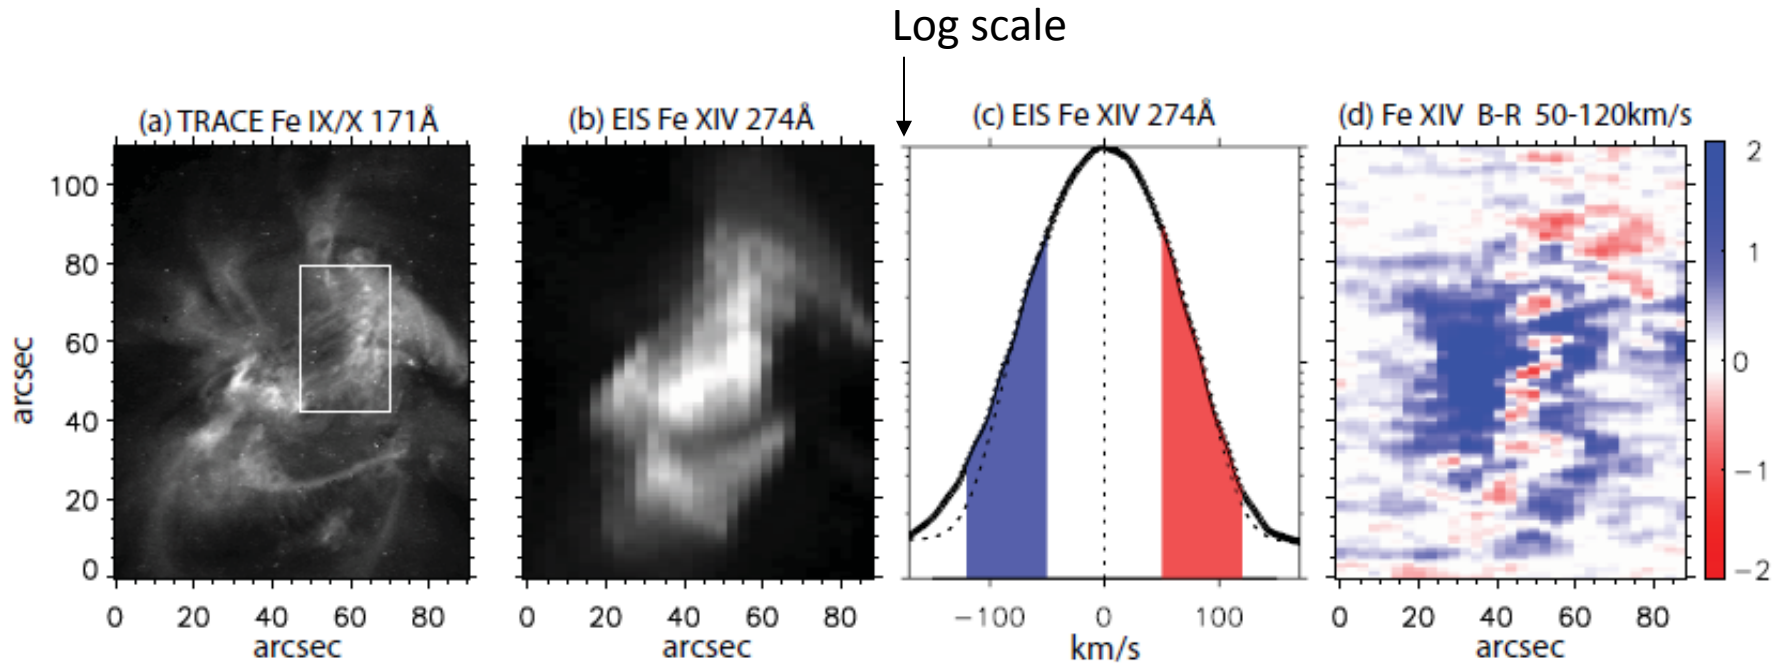 Log scale
(a) TRACE Fe IX/X 171Å
(b) EIS Fe XIV 274Å
(c) EIS Fe XIV 274Å
(d) Fe XIV B-R 50-120km/s
arcsec
100
80
60
40
20
0
0 20 40 60 80
arcsec
0 20 40 60 80
arcsec
−100 0 100
km/s
0 20 40 60 80
arcsec
2
1
0
−1
−2